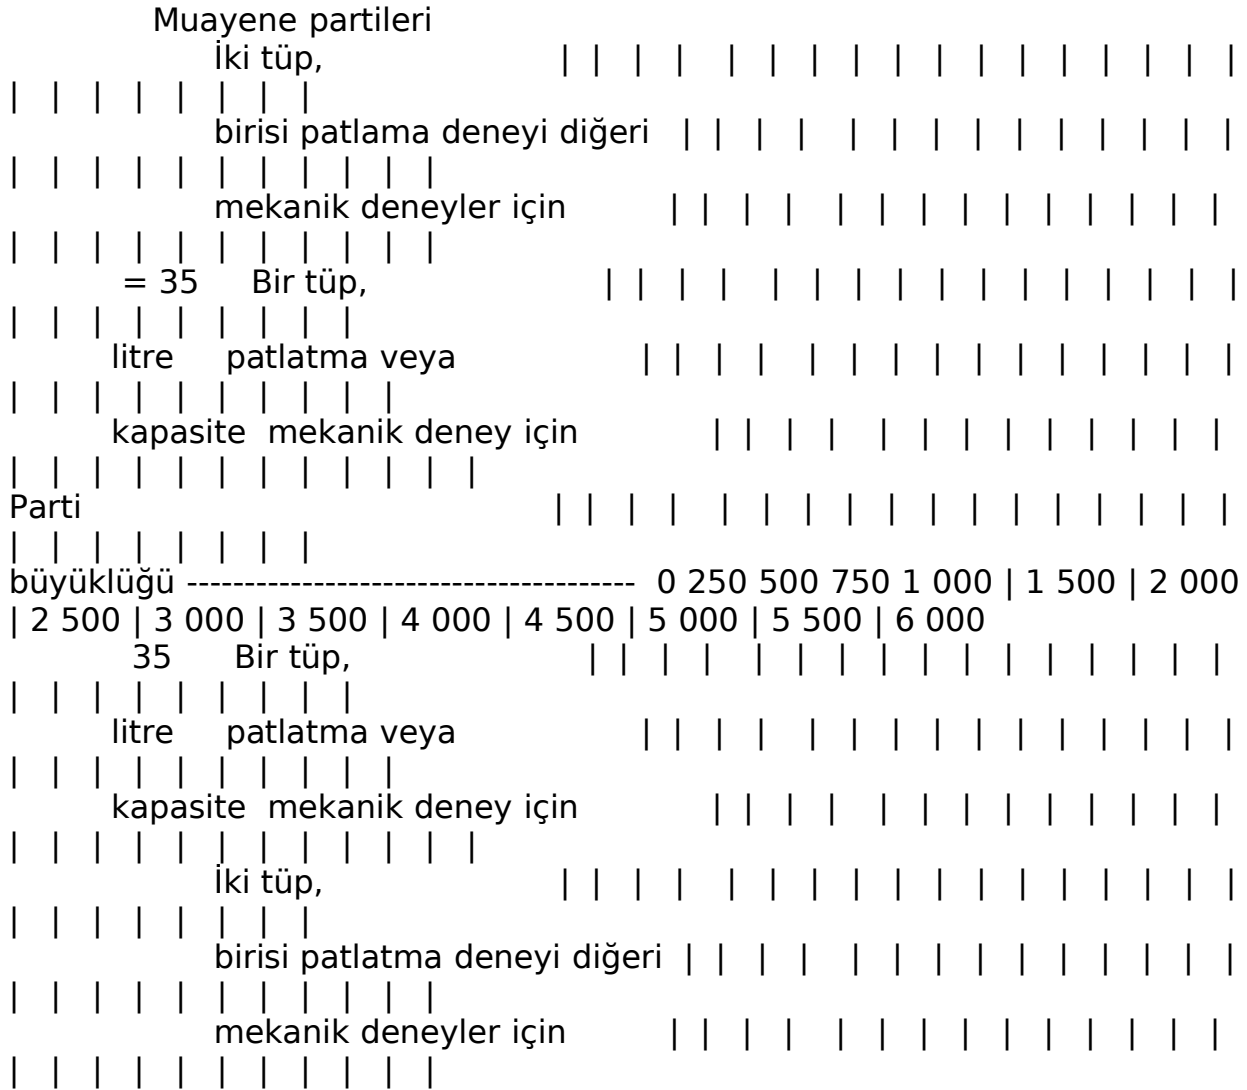 Muayene partileri
İki tüp, | | | | | | | | | | | | | | | | |
| | | | | | | |
birisi patlama deneyi diğeri | | | | | | | | | | | | | |
| | | | | | | | | | |
mekanik deneyler için | | | | | | | | | | | | | |
| | | | | | | | | | |
= 35 Bir tüp, | | | | | | | | | | | | | | | |
| | | | | | | | |
litre patlatma veya | | | | | | | | | | | | | | |
| | | | | | | | | |
kapasite mekanik deney için | | | | | | | | | | | | |
| | | | | | | | | | | |
Parti | | | | | | | | | | | | | | | | |
| | | | | | | |
büyüklüğü --------------------------------------- 0 250 500 750 1 000 | 1 500 | 2 000
| 2 500 | 3 000 | 3 500 | 4 000 | 4 500 | 5 000 | 5 500 | 6 000
35 Bir tüp, | | | | | | | | | | | | | | | |
| | | | | | | | |
litre patlatma veya | | | | | | | | | | | | | | |
| | | | | | | | | |
kapasite mekanik deney için | | | | | | | | | | | | |
| | | | | | | | | | | |
İki tüp, | | | | | | | | | | | | | | | | |
| | | | | | | |
birisi patlatma deneyi diğeri | | | | | | | | | | | | | |
| | | | | | | | | | |
mekanik deneyler için | | | | | | | | | | | | | |
| | | | | | | | | | |